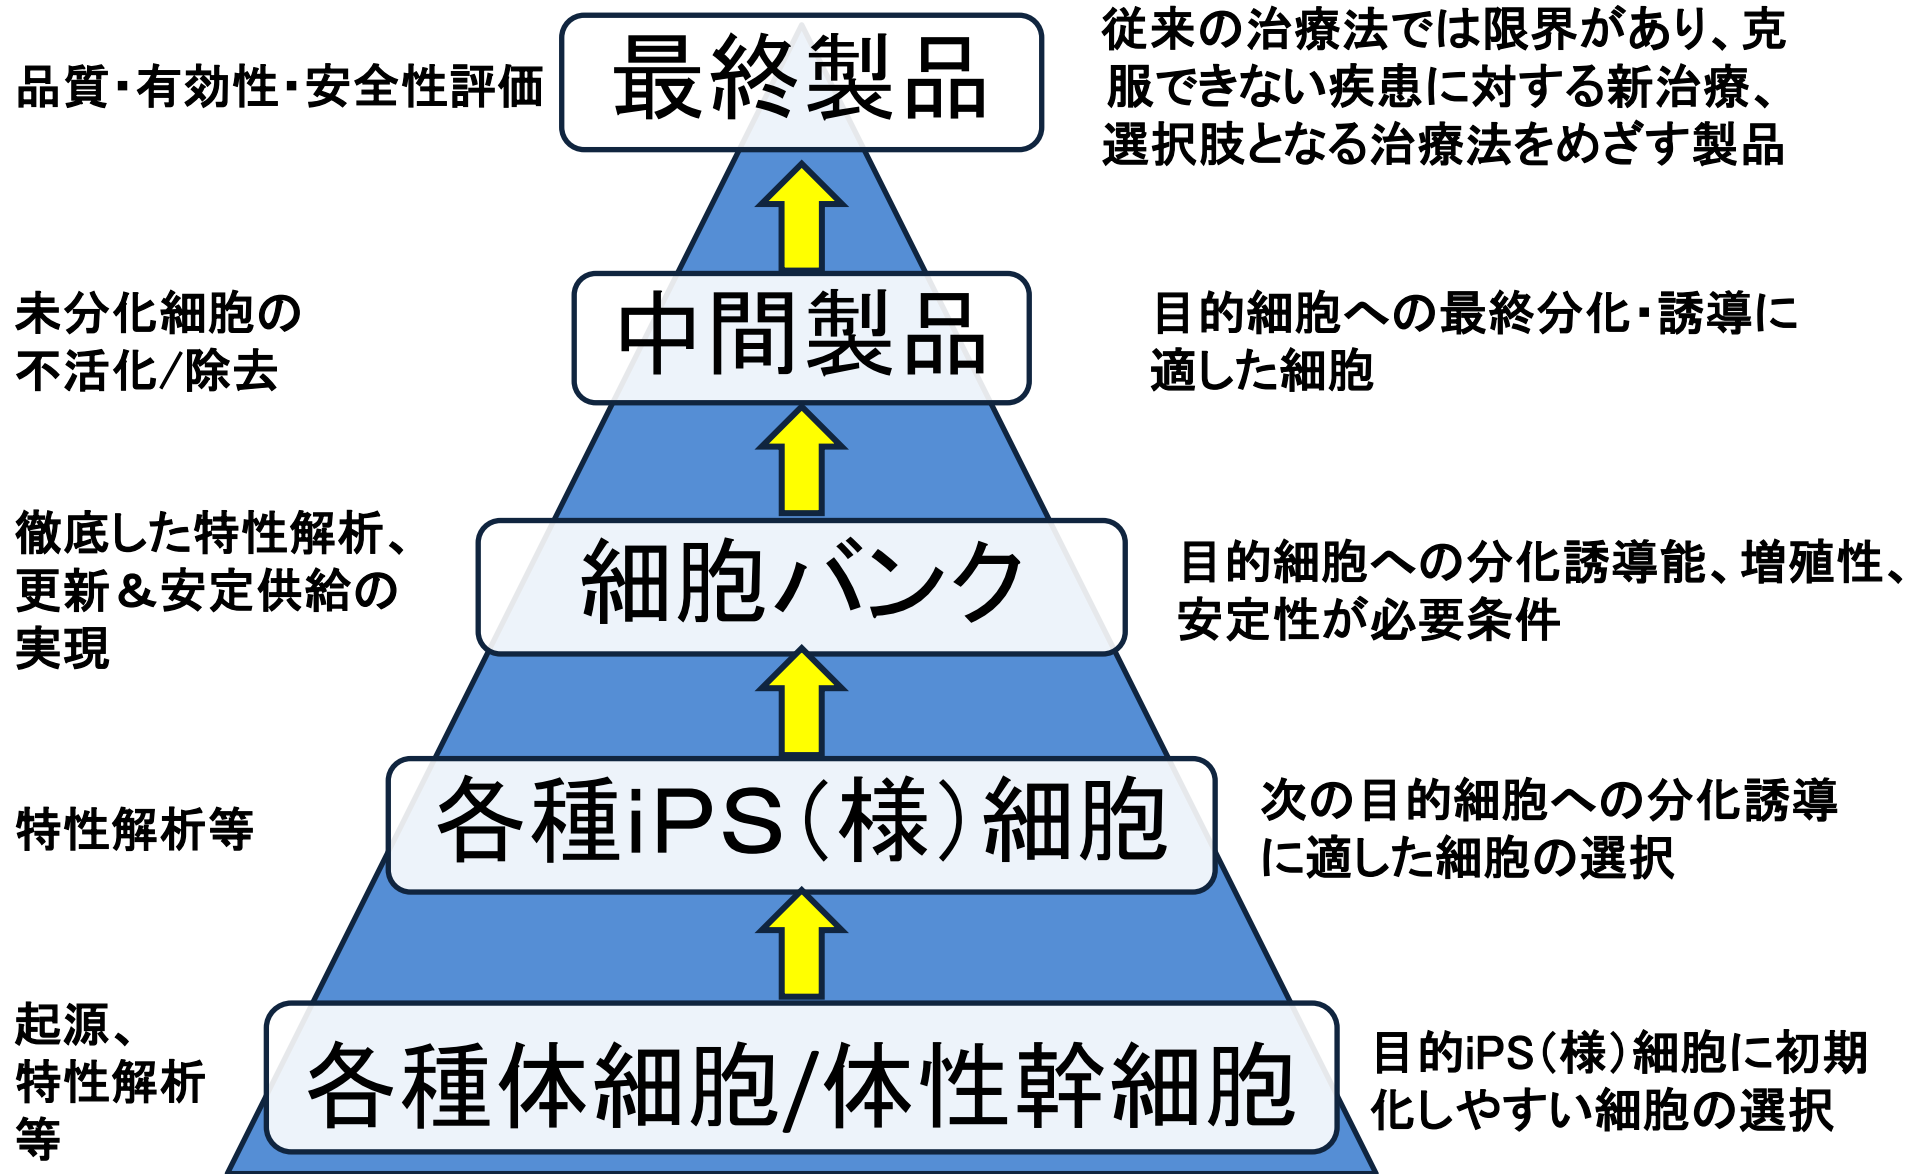 品質・有効性・安全性評価
最終製品
従来の治療法では限界があり、克
服できない疾患に対する新治療、
選択肢となる治療法をめざす製品
未分化細胞の
不活化/除去
中間製品
目的細胞への最終分化・誘導に
適した細胞
徹底した特性解析、
更新＆安定供給の
実現
細胞バンク
目的細胞への分化誘導能、増殖性、
安定性が必要条件
特性解析等
各種iPS（様）細胞
次の目的細胞への分化誘導
に適した細胞の選択
起源、
特性解析
等
各種体細胞/体性幹細胞
目的iPS（様）細胞に初期
化しやすい細胞の選択